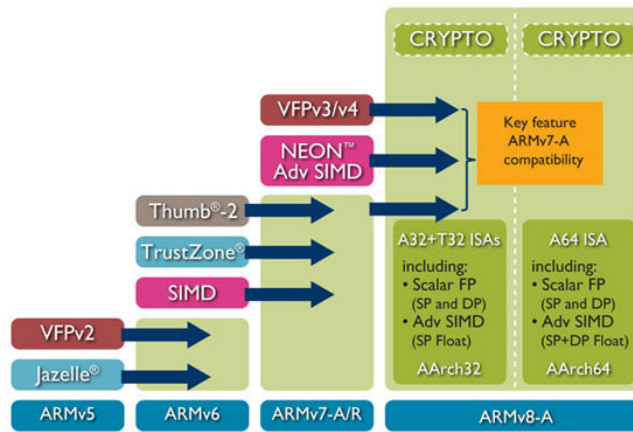 CRYPTO
CRYPTO
VFPv3/v4
NEON™
Adv SIMD
Key feature
ARMv7-A
compatibility
Thumb®-2
TrustZone®
SIMD
A32+T32 ISAs
including:
• Scalar FP
(SP and DP)
• Adv SIMD
(SP Float)
AArch32
A64 ISA
including:
• Scalar FP
(SP and DP)
• Adv SIMD
(SP+DP Float)
AArch64
VFPv2
Jazelle®
ARMv5
ARMv6
ARMv7-A/R
ARMv8-A